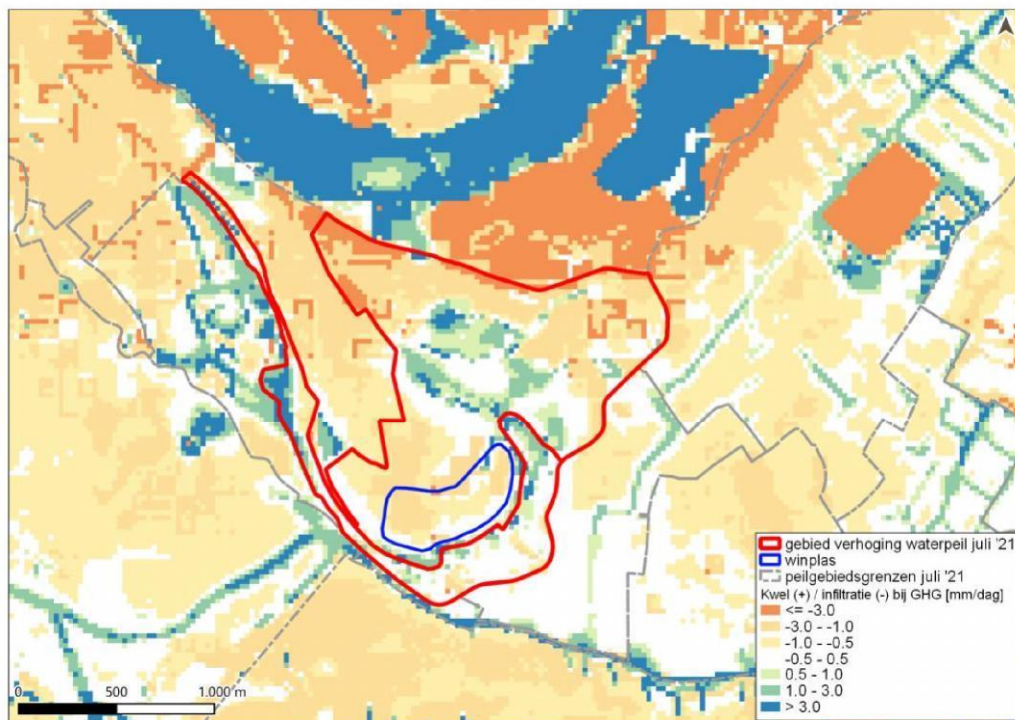 N
gebied verhoging waterpeil juli '21
winplas
peilgebiedsgrenzen juli '21
Kwel (+) / infiltratie (-) bij GHG [mm/dag]
<= -3.0
-3.0 - -1.0
-1.0 - -0.5
-0.5 - 0.5
0.5 - 1.0
1.0 - 3.0
> 3.0
0 500 1.000 m